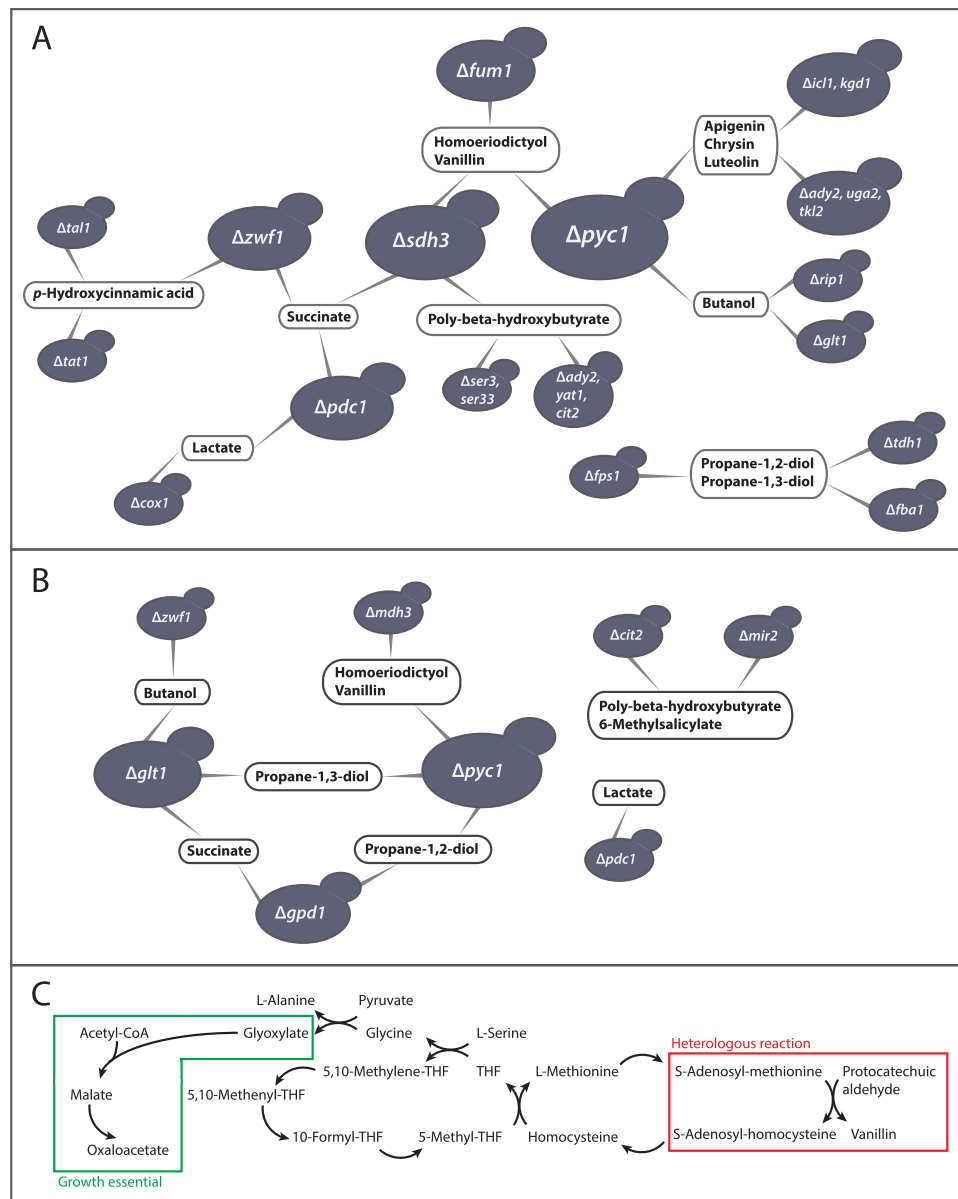 A
Δfum1
Δicl1, kgd1
Homoeriodictyol
Vanillin
Apigenin
Chrysin
Luteolin
Δtal1
Δzwf1
Δsdh3
Δpyc1
Δady2, uga2,
tkl2
p-Hydroxycinnamic acid
Δrip1
Succinate
Poly-beta-hydroxybutyrate
Butanol
Δtat1
Δglt1
Δser3,
ser33
Δady2,
yat1,
cit2
Δpdc1
Lactate
Δtdh1
Δfps1
Propane-1,2-diol
Propane-1,3-diol
Δcox1
Δfba1
B
Δzwf1
Δmdh3
Δcit2
Δmir2
Butanol
Homoeriodictyol
Vanillin
Poly-beta-hydroxybutyrate
6-Methylsalicylate
Δglt1
Propane-1,3-diol
Δpyc1
Lactate
Succinate
Propane-1,2-diol
Δpdc1
Δgpd1
C
L-Alanine
Pyruvate
Acetyl-CoA
Glyoxylate
Glycine
L-Serine
Heterologous reaction
5,10-Methylene-THF
THF
L-Methionine
S-Adenosyl-methionine
Protocatechuic
aldehyde
Malate
5,10-Methenyl-THF
Oxaloacetate
10-Formyl-THF
5-Methyl-THF
Homocysteine
S-Adenosyl-homocysteine
Vanillin
Growth essential